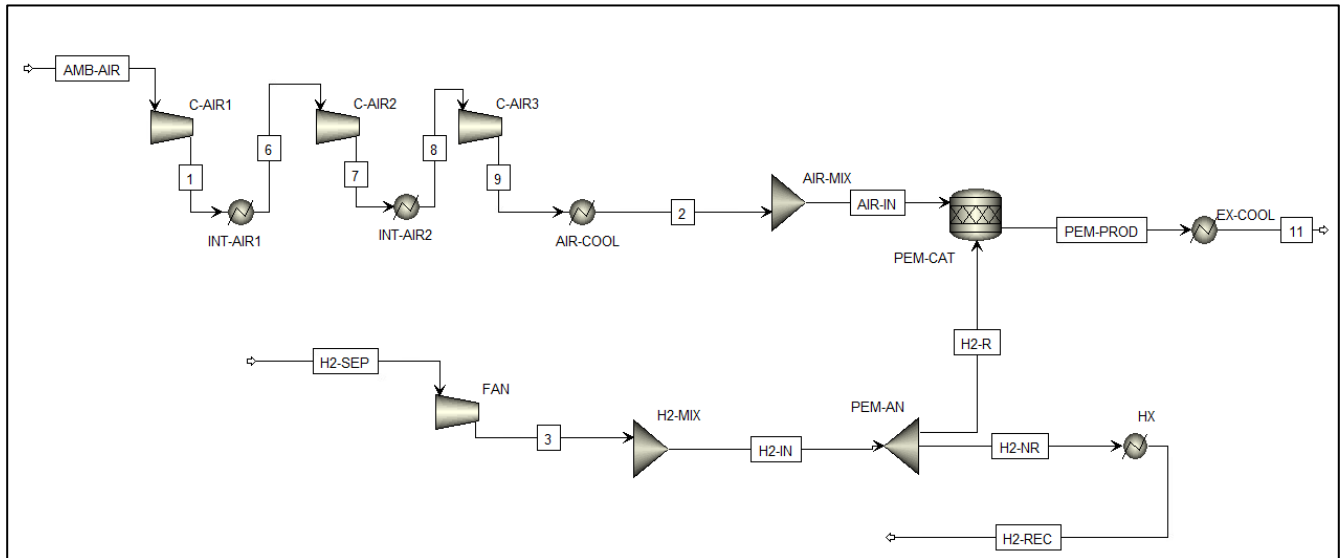 AMB-AIR
C-AIR1
C-AIR2
C-AIR3
1
6
7
8
9
INT-AIR1
INT-AIR2
AIR-COOL
2
AIR-MIX
AIR-IN
PEM-CAT
PEM-PROD
EX-COOL
11
H2-SEP
FAN
3
H2-MIX
H2-IN
PEM-AN
H2-R
H2-NR
HX
H2-REC